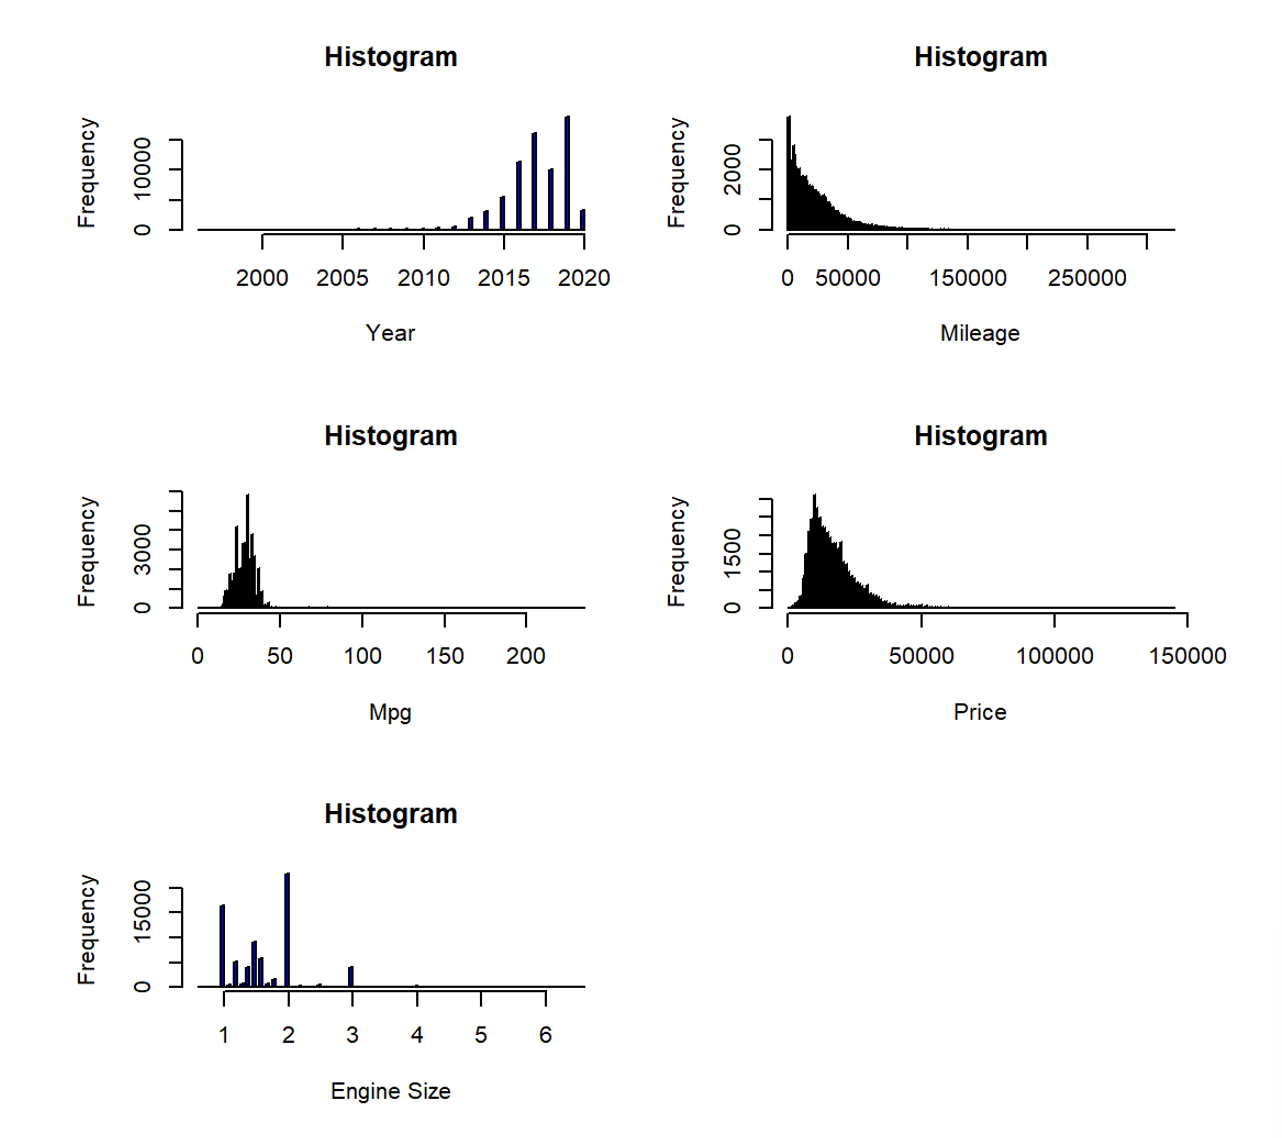 Histogram
Frequency
0 10000
2000 2005 2010 2015 2020
Year
Histogram
Frequency
0 2000
0 50000 150000 250000
Mileage
Histogram
Frequency
0 3000
0 50 100 150 200
Mpg
Histogram
Frequency
0 1500
0 50000 100000 150000
Price
Histogram
Frequency
0 15000
1 2 3 4 5 6
Engine Size